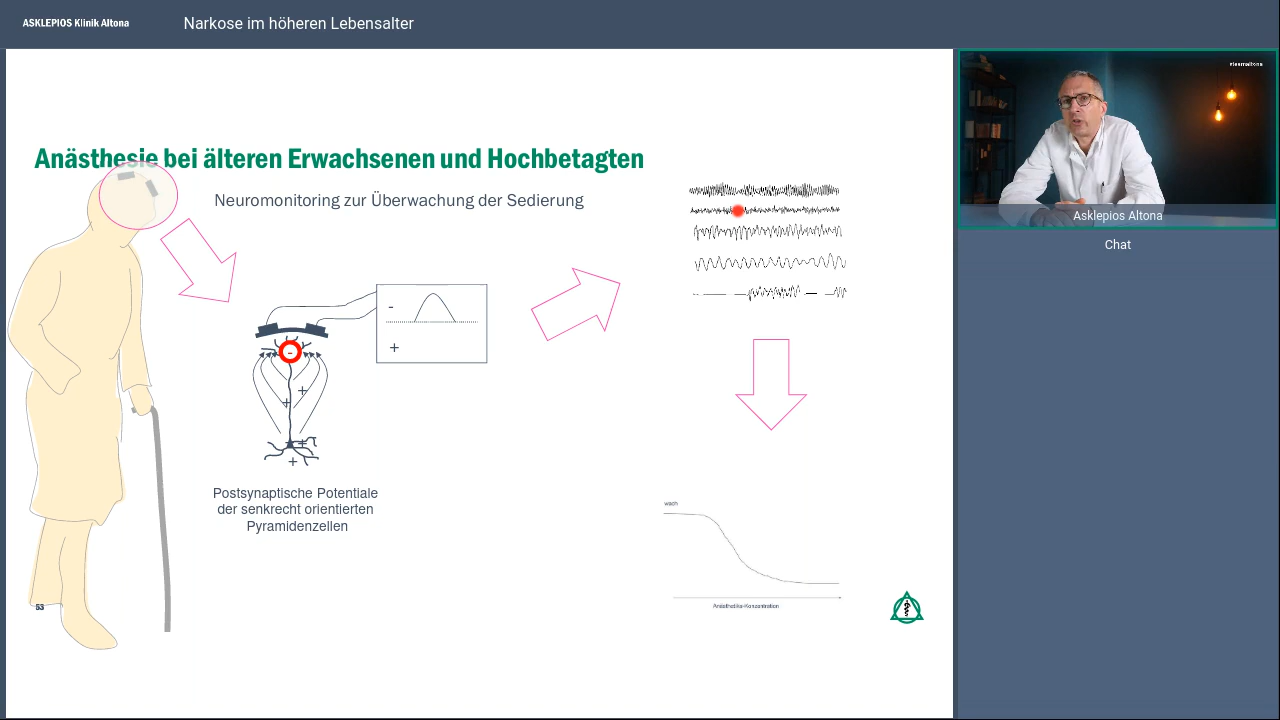 ASKLEPIOS Klinik Altona
Narkose im höheren Lebensalter
#teamaltona
Anästhesie bei älteren Erwachsenen und Hochbetagten
Neuromonitoring zur Überwachung der Sedierung
Asklepios Altona
Chat
-
+
-
+
+
+
+
Postsynaptische Potentiale
der senkrecht orientierten
Pyramidenzellen
wach
Anästhetika-Konzentration
53